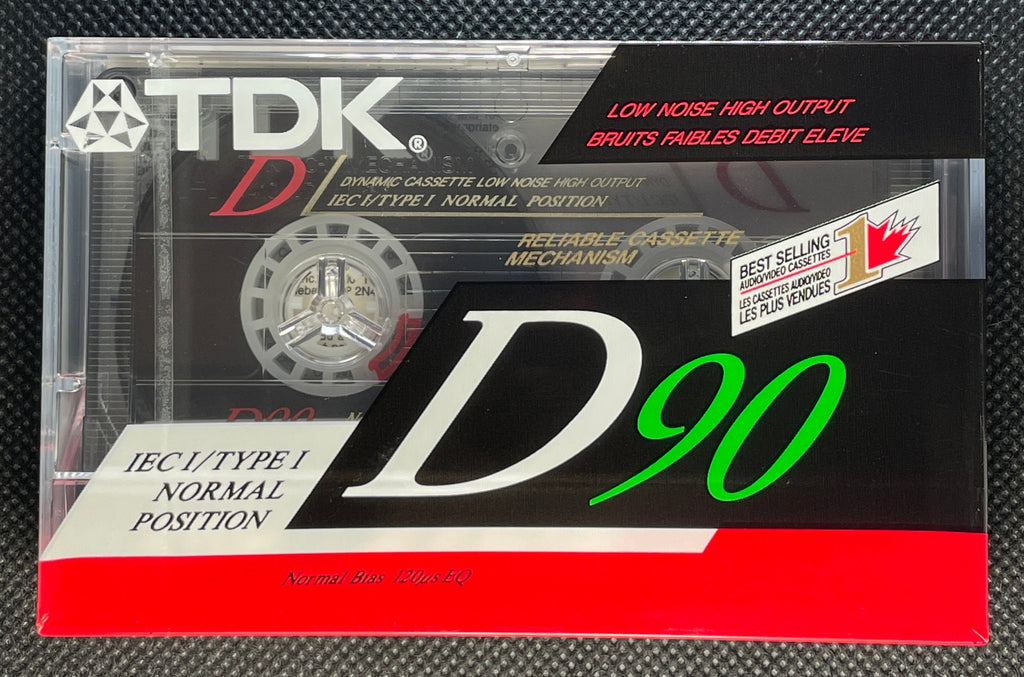 TDK®
LOW NOISE HIGH OUTPUT
BRUITS FAIBLES DEBIT ELEVE
D
DYNAMIC CASSETTE LOW NOISE HIGH OUTPUT
IEC I/TYPE I NORMAL POSITION
RELIABLE CASSETTE
MECHANISM
BEST SELLING
AUDIO/VIDEO CASSETTES
1
LES CASSETTES AUDIO/VIDEO
LES PLUS VENDUES
D90
IEC I/TYPE I
NORMAL
POSITION
Normal Bias 120μs EQ